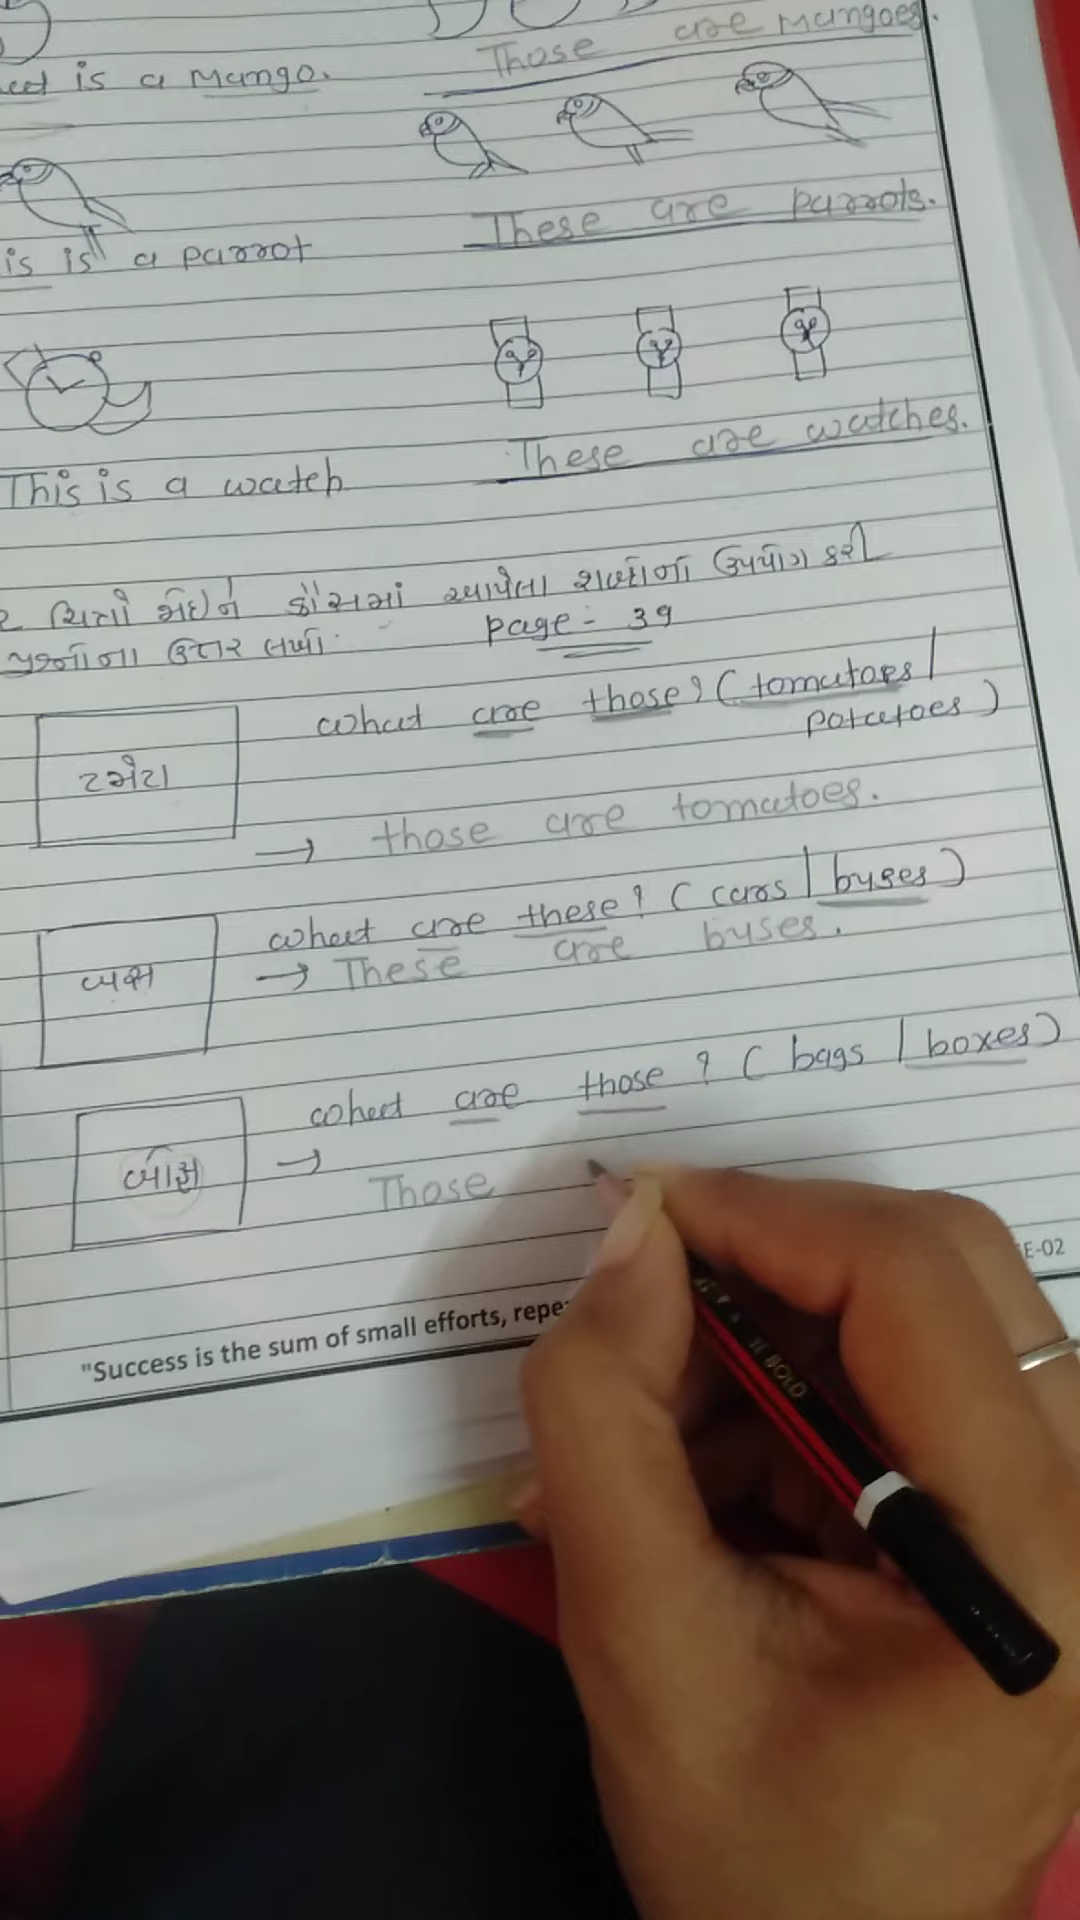 is a Mango.
Those are Mangoes.
is is a parrot
These are parrots.
This is a watch
These are watches.
ચિત્રો જોઈને કૌંસમાં આપેલા શબ્દોનો ઉપયોગ કરી
પ્રશ્નોના ઉત્તર લખો.
page - 39
What are those? (tomatoes /
potatoes)
ટમેટા
→ those are tomatoes.
What are these? (cars / buses)
બસ
→ These are buses.
What are those? (bags / boxes)
બોક્ષ
→
Those
E-02
"Success is the sum of small efforts, repe